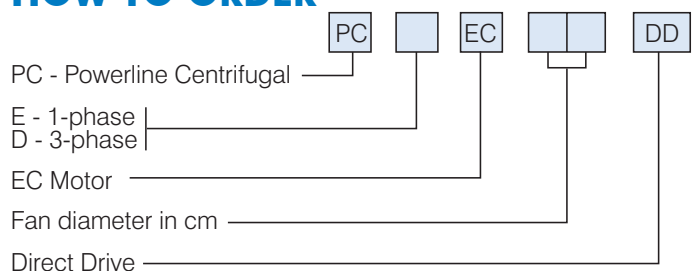 HOW TO ORDER
PC EC DD
PC - Powerline Centrifugal
E - 1-phase
D - 3-phase
EC Motor
Fan diameter in cm
Direct Drive